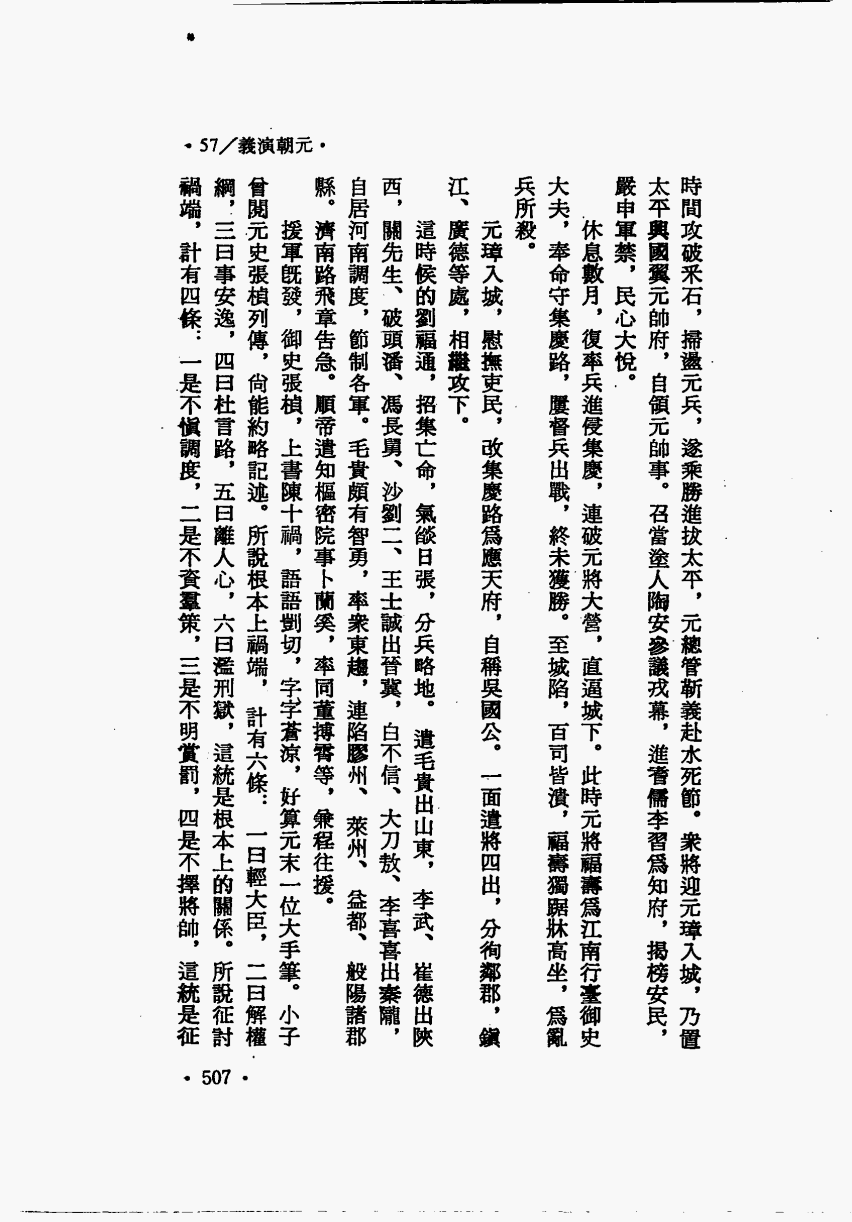 •57／義演朝元•
時間攻破釆石，掃盪元兵，遂乘勝進拔太平，元總管靳義赴水死節。衆將迎元璋入城，乃置
太平興國翼元帥府，自領元帥事。召當塗人陶安參議戎幕，進耆儒李習爲知府，揭榜安民，
嚴申軍禁，民心大悅。
休息數月，復率兵進侵集慶，連破元將大營，直逼城下。此時元將福壽爲江南行臺御史
大夫，奉命守集慶路，屢督兵出戰，終未獲勝。至城陷，百司皆潰，福壽獨踞牀高坐，爲亂
兵所殺。
元璋入城，慰撫吏民，改集慶路爲應天府，自稱吳國公。一面遣將四出，分徇鄰郡，鎭
江、廣德等處，相繼攻下。
這時候的劉福通，招集亡命，氣燄日張，分兵略地。遣毛貴出山東，李武、崔德出陝
西，關先生、破頭潘、馮長舅、沙劉二、王士誠出晉冀，白不信、大刀敖、李喜喜出秦隴，
自居河南調度，節制各軍。毛貴頗有智勇，率衆東趨，連陷膠州、萊州、益都、般陽諸郡
縣。濟南路飛章告急。順帝遣知樞密院事卜蘭奚，率同董摶霄等，兼程往援。
援軍旣發，御史張楨，上書陳十禍，語語剴切，字字蒼涼，好算元末一位大手筆。小子
曾閱元史張楨列傳，尙能約略記述。所說根本上禍端，計有六條：一曰輕大臣，二曰解權
綱，三曰事安逸，四曰杜言路，五曰離人心，六曰濫刑獄，這統是根本上的關係。所說征討
禍端，計有四條：一是不愼調度，二是不資羣策，三是不明賞罰，四是不擇將帥，這統是征
•507•